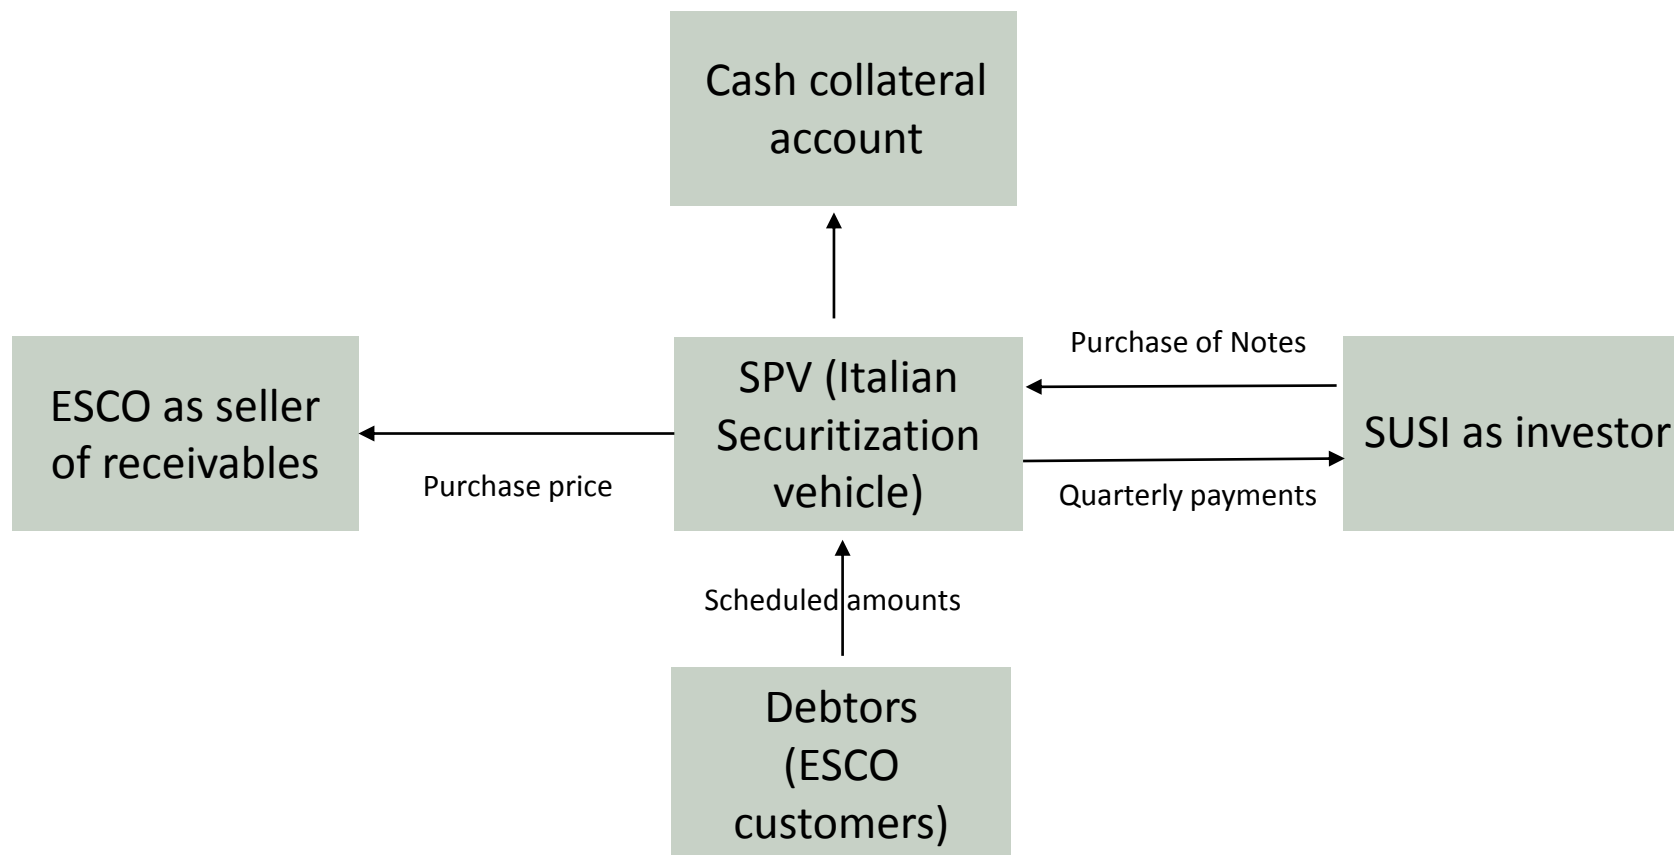 Cash collateral
account
Purchase of Notes
ESCO as seller
of receivables
SPV (Italian
Securitization
vehicle)
SUSI as investor
Purchase price
Quarterly payments
Scheduled amounts
Debtors
(ESCO
customers)